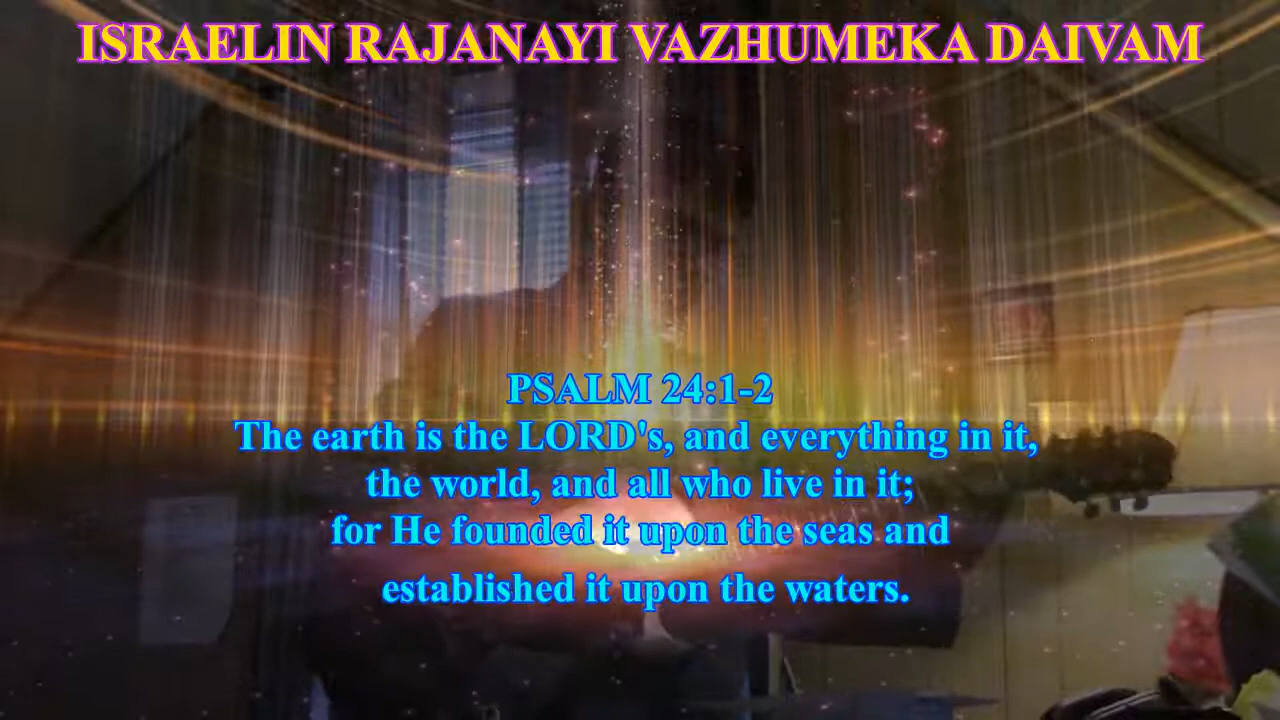 ISRAELIN RAJANAYI VAZHUMEKA DAIVAM
PSALM 24:1-2
The earth is the LORD's, and everything in it,
the world, and all who live in it;
for He founded it upon the seas and
established it upon the waters.